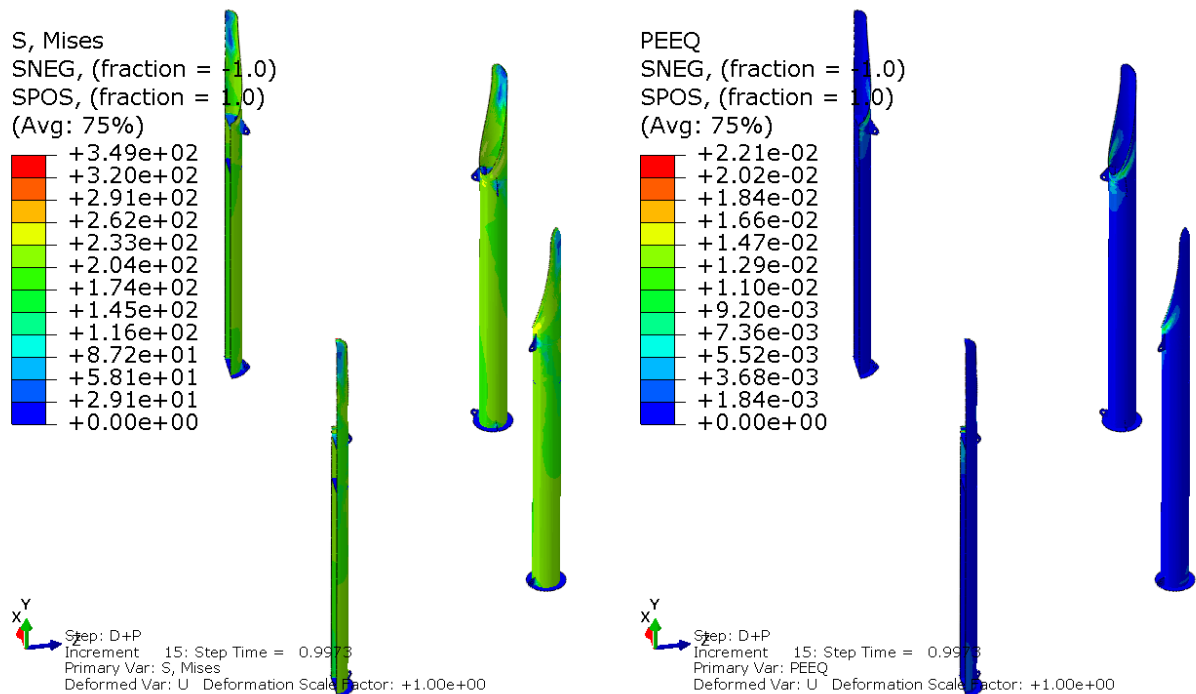 S, Mises
SNEG, (fraction = -1.0)
SPOS, (fraction = 1.0)
(Avg: 75%)
+3.49e+02
+3.20e+02
+2.91e+02
+2.62e+02
+2.33e+02
+2.04e+02
+1.74e+02
+1.45e+02
+1.16e+02
+8.72e+01
+5.81e+01
+2.91e+01
+0.00e+00
Y
X
Z
Step: D+P
Increment 15: Step Time = 0.9973
Primary Var: S, Mises
Deformed Var: U Deformation Scale Factor: +1.00e+00
PEEQ
SNEG, (fraction = -1.0)
SPOS, (fraction = 1.0)
(Avg: 75%)
+2.21e-02
+2.02e-02
+1.84e-02
+1.66e-02
+1.47e-02
+1.29e-02
+1.10e-02
+9.20e-03
+7.36e-03
+5.52e-03
+3.68e-03
+1.84e-03
+0.00e+00
Y
X
Z
Step: D+P
Increment 15: Step Time = 0.9973
Primary Var: PEEQ
Deformed Var: U Deformation Scale Factor: +1.00e+00